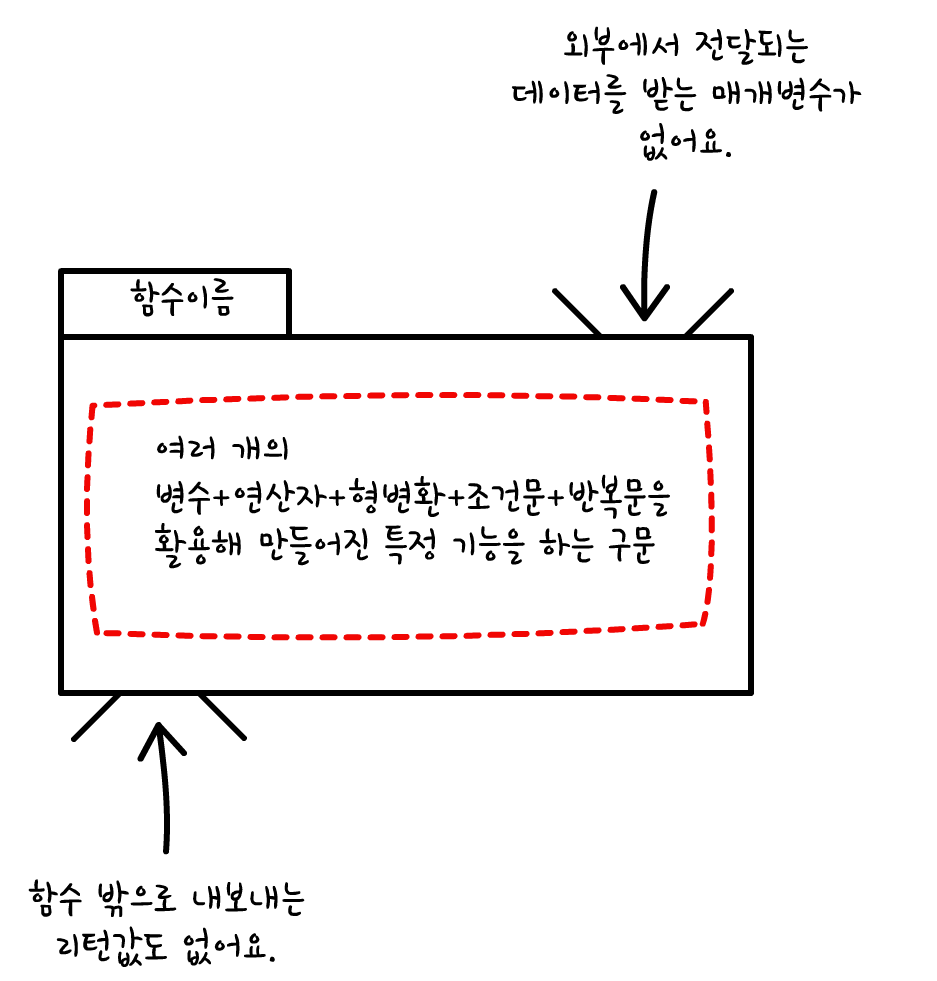 외부에서 전달되는
데이터를 받는 매개변수가
없어요.
함수이름
여러 개의
변수+연산자+형변환+조건문+반복문을
활용해 만들어진 특정 기능을 하는 구문
함수 밖으로 내보내는
리턴값도 없어요.